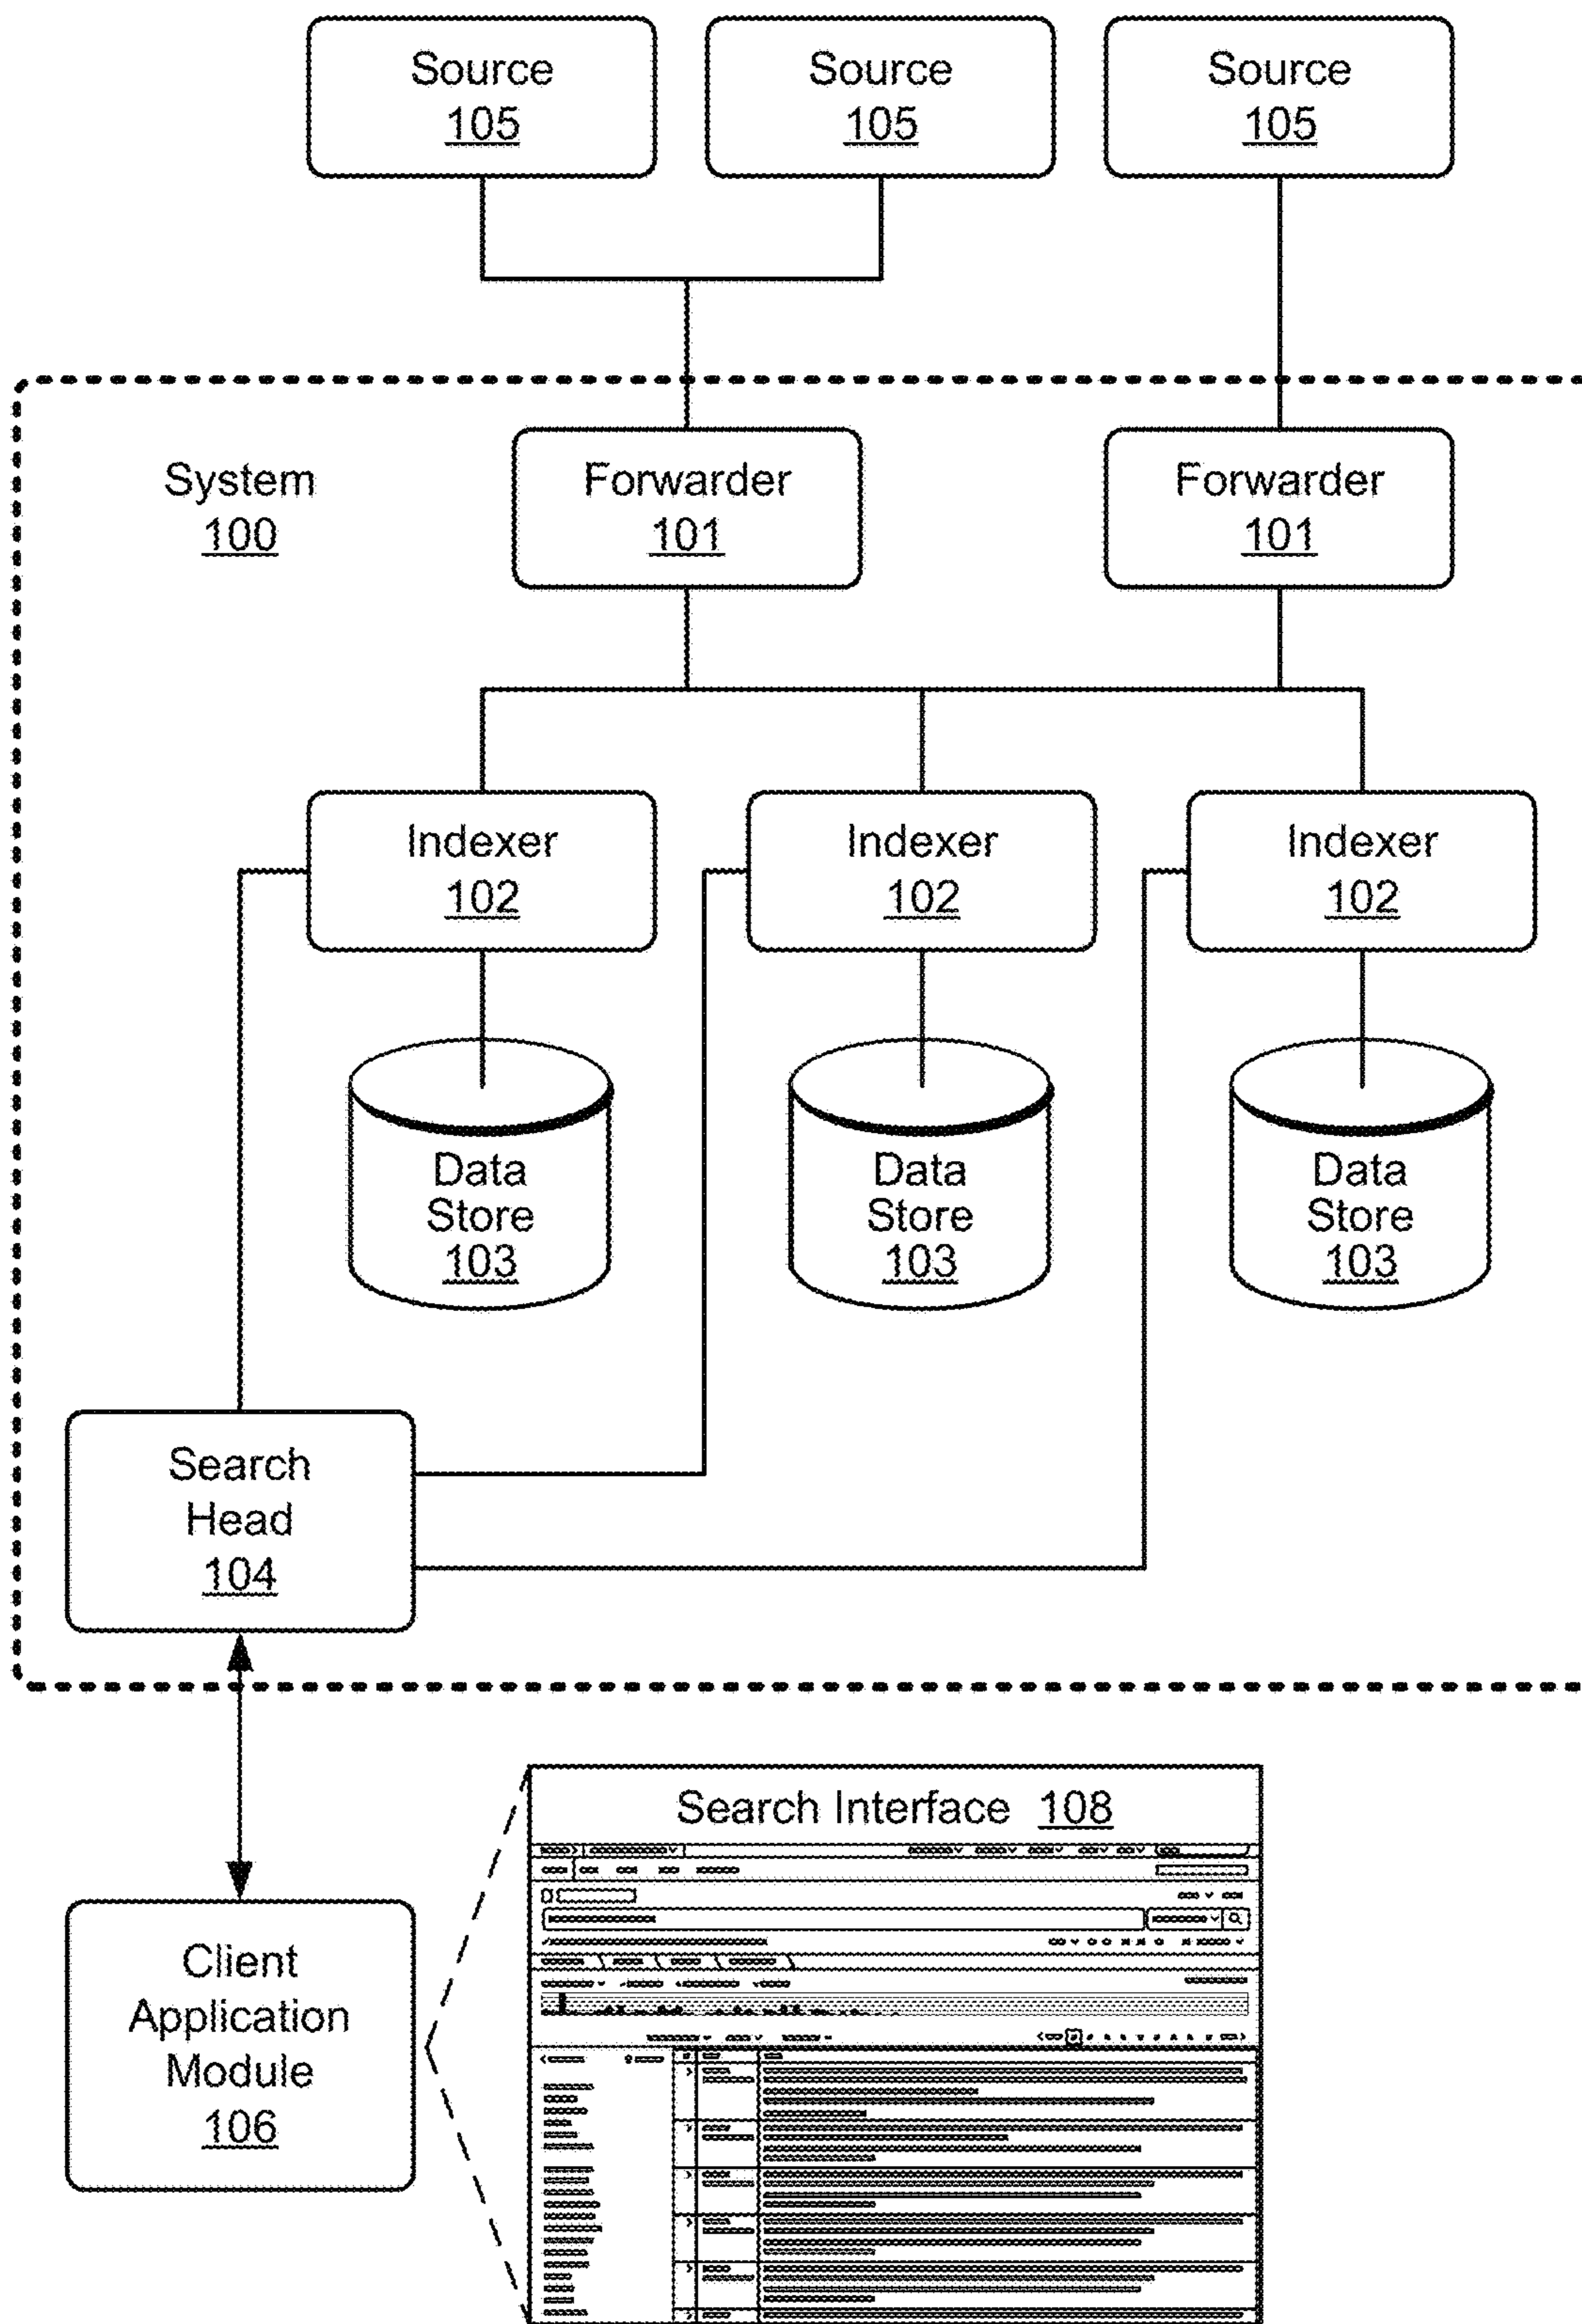 Source
105
Source
105
Source
105
System
100
Forwarder
101
Forwarder
101
Indexer
102
Indexer
102
Indexer
102
Data
Store
103
Data
Store
103
Data
Store
103
Search
Head
104
Search Interface 108
Client
Application
Module
106